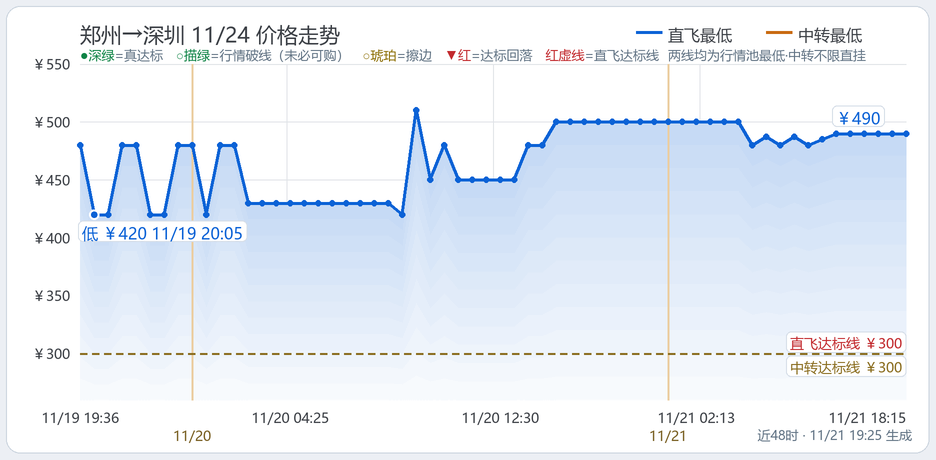 郑州→深圳 11/24 价格走势
直飞最低 中转最低
●深绿=真达标 ○描绿=行情破线（未必可购） ○琥珀=擦边 ▼红=达标回落 红虚线=直飞达标线 两线均为行情池最低·中转不限直挂
¥550
¥500
¥490
¥450
¥400
低 ¥420 11/19 20:05
¥350
¥300
直飞达标线 ¥300
中转达标线 ¥300
11/19 19:36 11/20 04:25 11/20 12:30 11/21 02:13 11/21 18:15
11/20 11/21
近48时 · 11/21 19:25 生成